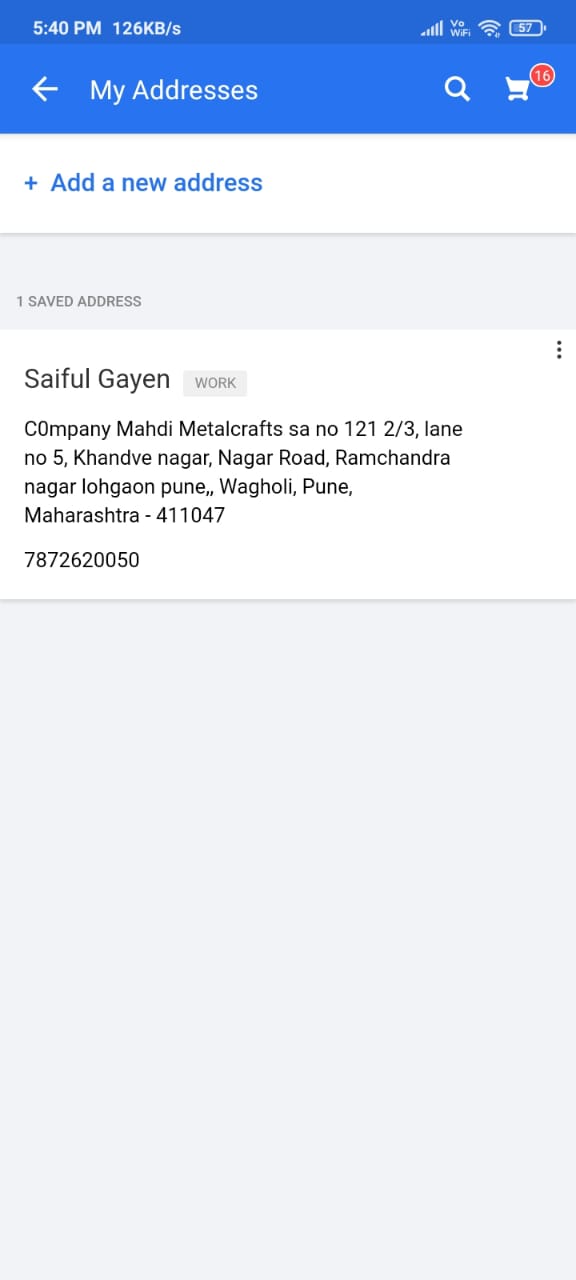 5:40 PM 126KB/s Vo WiFi 57
My Addresses 16
+ Add a new address
1 SAVED ADDRESS
Saiful Gayen WORK
C0mpany Mahdi Metalcrafts sa no 121 2/3, lane
no 5, Khandve nagar, Nagar Road, Ramchandra
nagar lohgaon pune,, Wagholi, Pune,
Maharashtra - 411047
7872620050